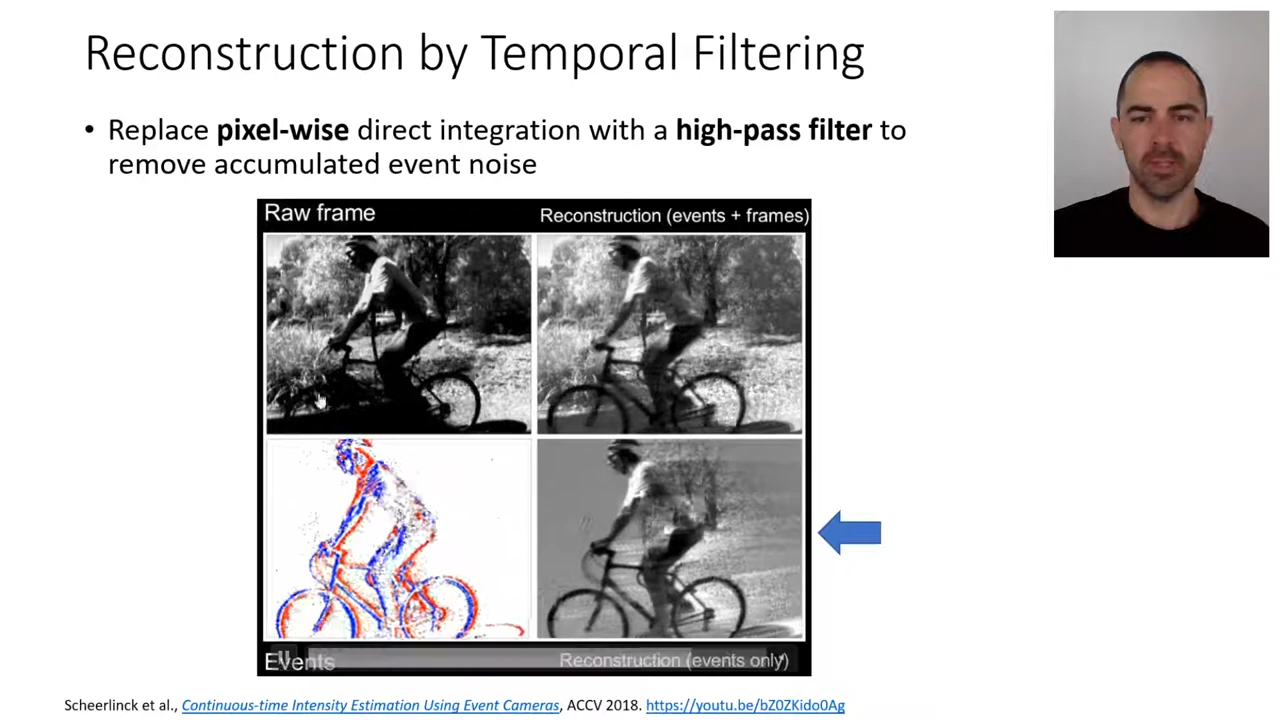 Reconstruction by Temporal Filtering
• Replace pixel-wise direct integration with a high-pass filter to
remove accumulated event noise
Raw frame
Reconstruction (events + frames)
Events
Reconstruction (events only)
Scheerlinck et al., Continuous-time Intensity Estimation Using Event Cameras, ACCV 2018. https://youtu.be/bZ0ZKido0Ag